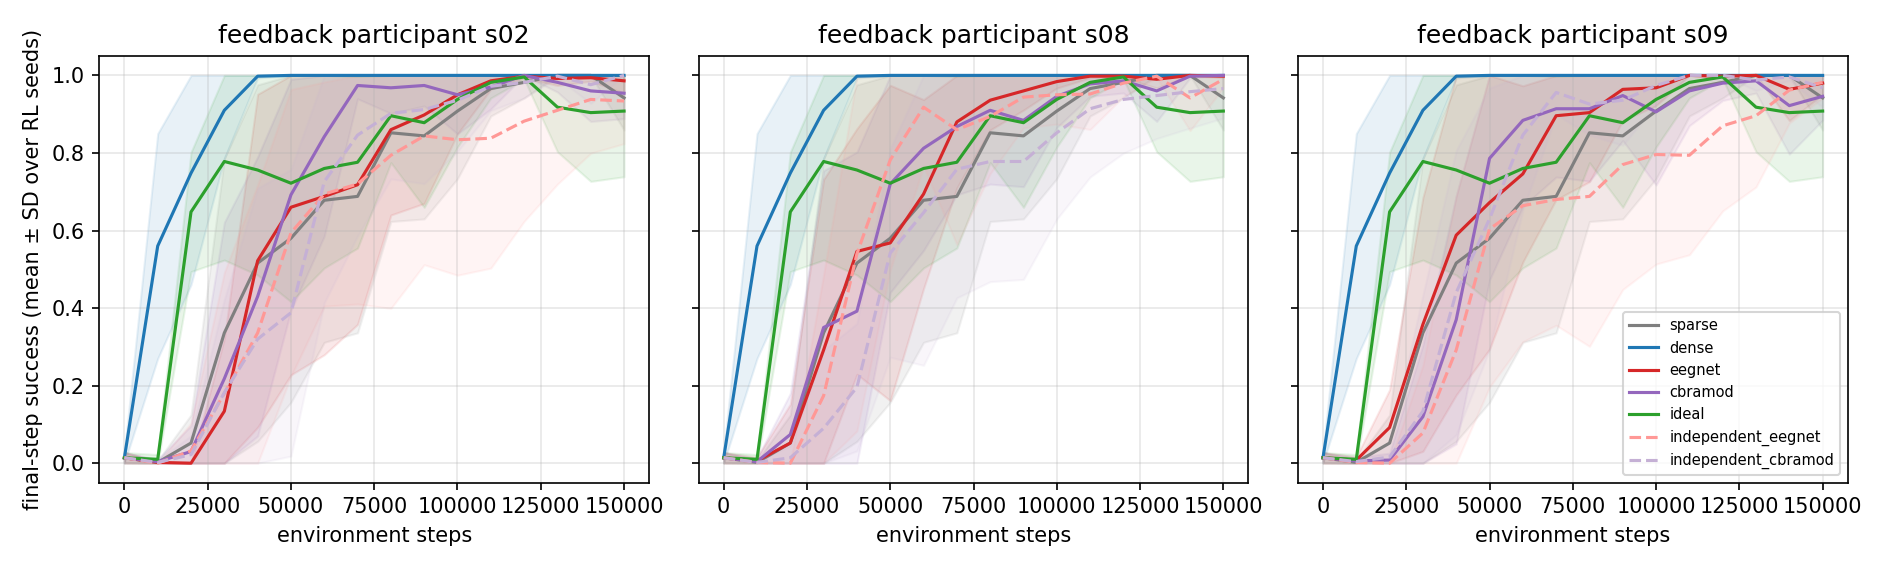 feedback participant s02
feedback participant s08
feedback participant s09
final-step success (mean ± SD over RL seeds)
1.0
0.8
0.6
0.4
0.2
0.0
0 25000 50000 75000 100000 125000 150000
0 25000 50000 75000 100000 125000 150000
0 25000 50000 75000 100000 125000 150000
environment steps
environment steps
environment steps
sparse
dense
eegnet
cbramod
ideal
independent_eegnet
independent_cbramod